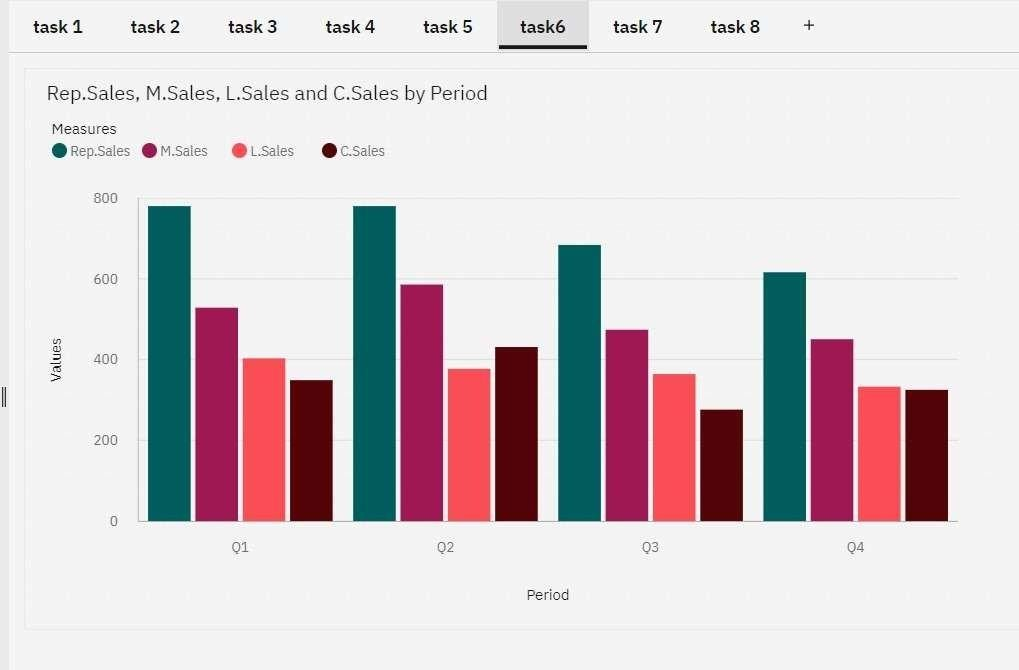 task 1 task 2 task 3 task 4 task 5 task6 task 7 task 8 +
Rep.Sales, M.Sales, L.Sales and C.Sales by Period
Measures
Rep.Sales M.Sales L.Sales C.Sales
800
600
400
200
0
Values
Q1 Q2 Q3 Q4
Period